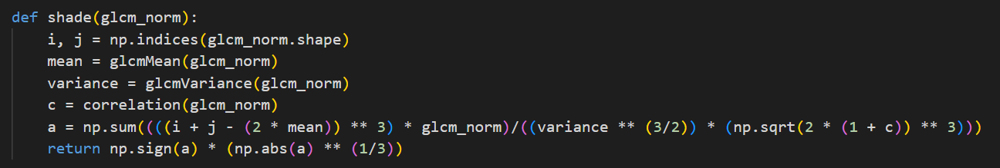 def shade(glcm_norm):
    i, j = np.indices(glcm_norm.shape)
    mean = glcmMean(glcm_norm)
    variance = glcmVariance(glcm_norm)
    c = correlation(glcm_norm)
    a = np.sum((((i + j - (2 * mean)) ** 3) * glcm_norm)/((variance ** (3/2)) * (np.sqrt(2 * (1 + c)) ** 3)))
    return np.sign(a) * (np.abs(a) ** (1/3))